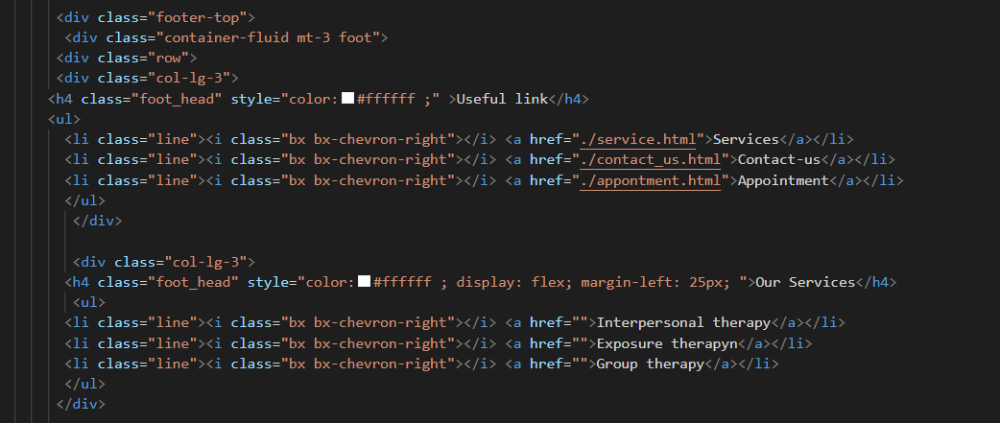 <div class="footer-top">
<div class="container-fluid mt-3 foot">
<div class="row">
<div class="col-lg-3">
<h4 class="foot_head" style="color:#ffffff ;" >Useful link</h4>
<ul>
<li class="line"><i class="bx bx-chevron-right"></i> <a href="./service.html">Services</a></li>
<li class="line"><i class="bx bx-chevron-right"></i> <a href="./contact_us.html">Contact-us</a></li>
<li class="line"><i class="bx bx-chevron-right"></i> <a href="./appontment.html">Appointment</a></li>
</ul>
</div>
<div class="col-lg-3">
<h4 class="foot_head" style="color:#ffffff ; display: flex; margin-left: 25px; ">Our Services</h4>
<ul>
<li class="line"><i class="bx bx-chevron-right"></i> <a href="">Interpersonal therapy</a></li>
<li class="line"><i class="bx bx-chevron-right"></i> <a href="">Exposure therapyn</a></li>
<li class="line"><i class="bx bx-chevron-right"></i> <a href="">Group therapy</a></li>
</ul>
</div>